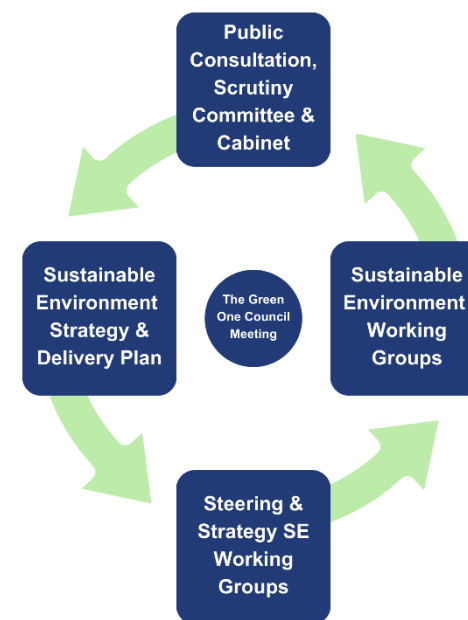 Public
Consultation,
Scrutiny
Committee &
Cabinet
Sustainable
Environment
Strategy &
Delivery Plan
The Green
One Council
Meeting
Sustainable
Environment
Working
Groups
Steering &
Strategy SE
Working
Groups